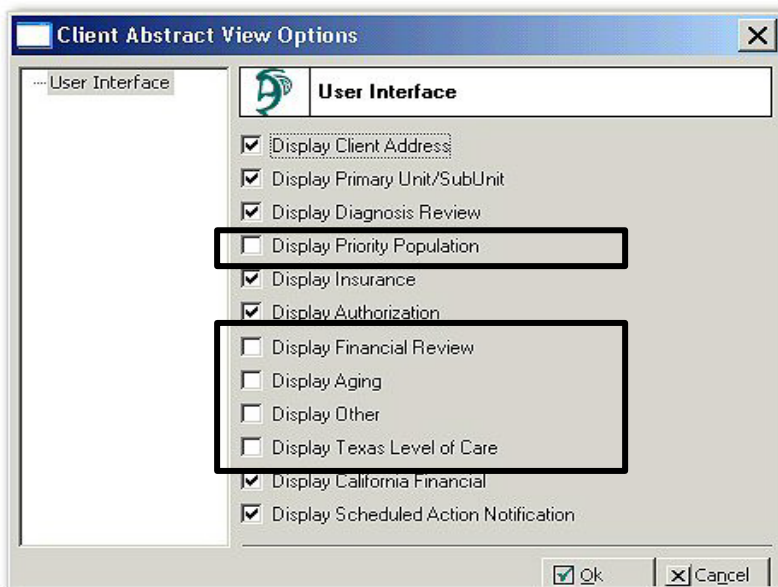 Client Abstract View Options
User Interface
User Interface
Display Client Address
Display Primary Unit/SubUnit
Display Diagnosis Review
Display Priority Population
Display Insurance
Display Authorization
Display Financial Review
Display Aging
Display Other
Display Texas Level of Care
Display California Financial
Display Scheduled Action Notification
Ok Cancel